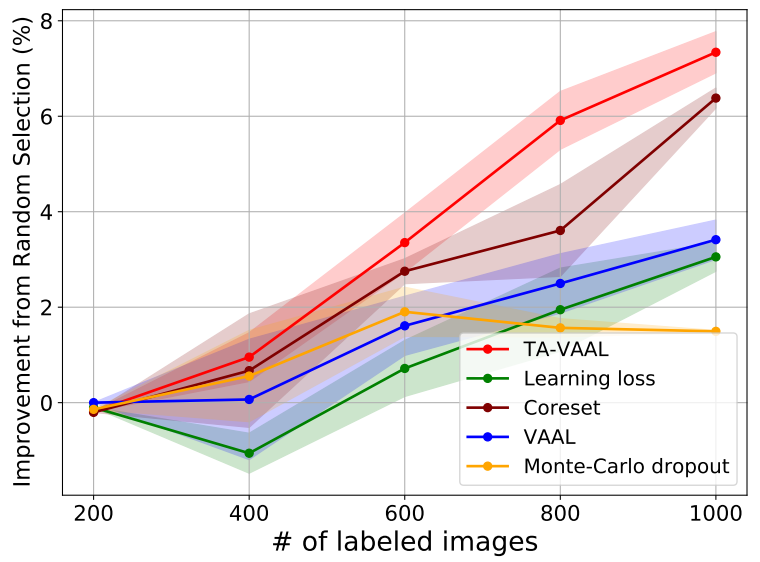 Improvement from Random Selection (%)
8
6
4
2
0
TA-VAAL
Learning loss
Coreset
VAAL
Monte-Carlo dropout
200 400 600 800 1000
# of labeled images